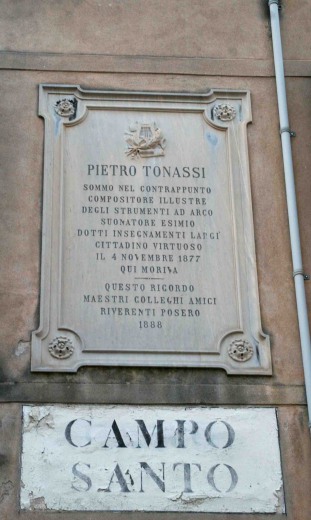 PIETRO TONASSI
SOMMO NEL CONTRAPPUNTO
COMPOSITORE ILLUSTRE
DEGLI STRUMENTI AD ARCO
SUONATORE ESIMIO
DOTTI INSEGNAMENTI LARGÌ
CITTADINO VIRTUOSO
IL 4 NOVEMBRE 1877
QUI MORIVA
QUESTO RICORDO
MAESTRI COLLEGHI AMICI
RIVERENTI POSERO
1888
CAMPO
SANTO